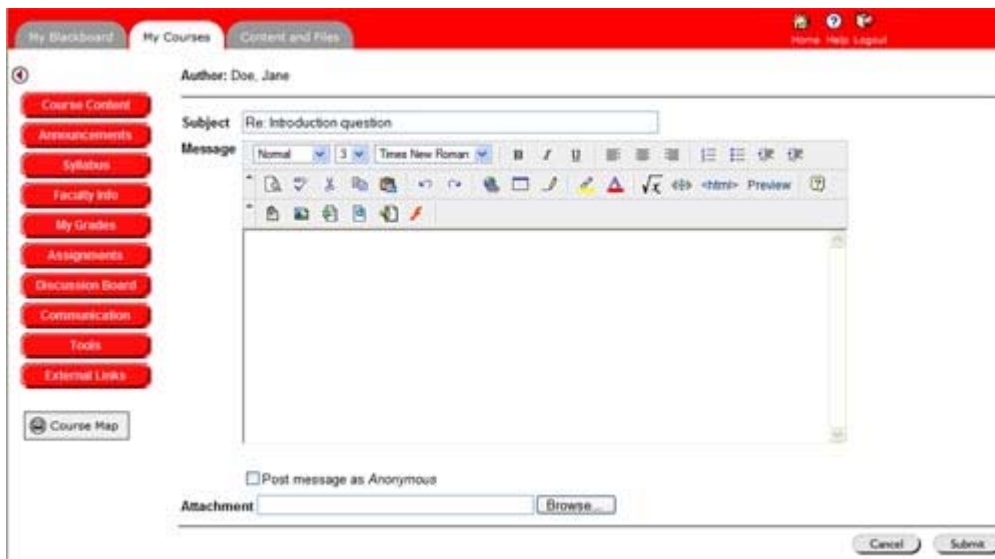 My Blackboard My Courses Content and Files
Home Help Logout
Author: Doe, Jane
Course Content
Announcements
Syllabus
Faculty Info
My Grades
Assignments
Discussion Board
Communication
Tools
External Links
Course Map
Subject Re: Introduction question
Message Normal 3 Times New Roman B I U
<html> Preview
Post message as Anonymous
Attachment Browse...
Cancel Submit